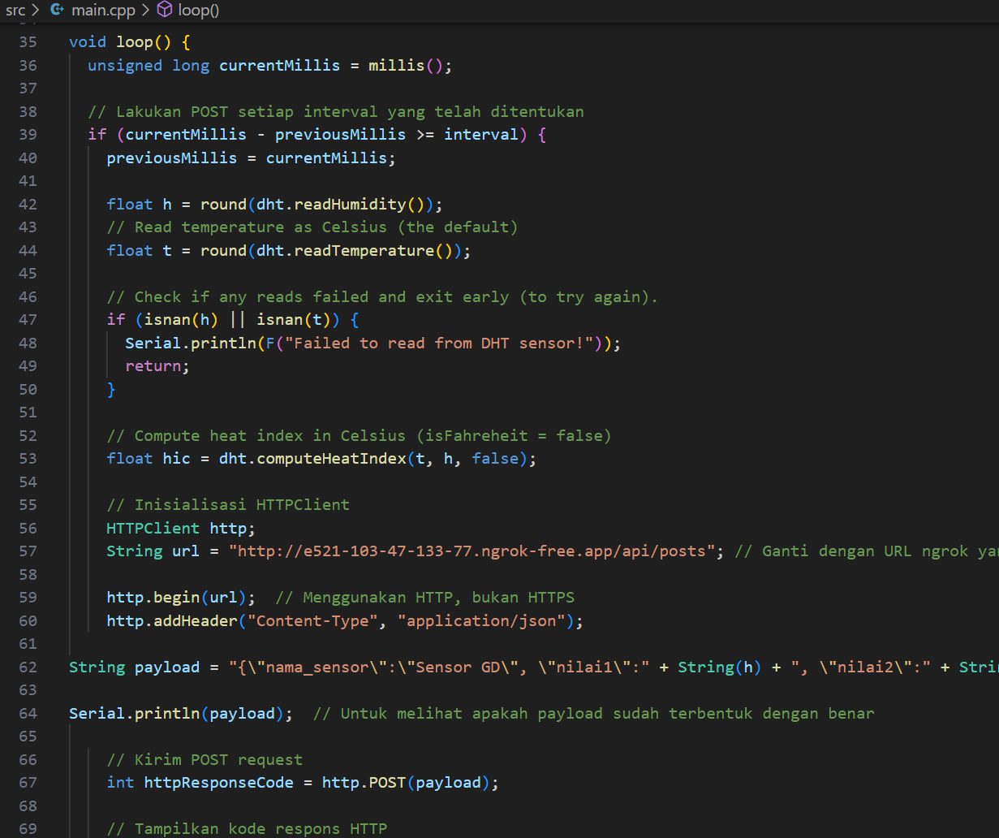 src > main.cpp > loop()
35 void loop() {
36 unsigned long currentMillis = millis();
37
38 // Lakukan POST setiap interval yang telah ditentukan
39 if (currentMillis - previousMillis >= interval) {
40 previousMillis = currentMillis;
41
42 float h = round(dht.readHumidity());
43 // Read temperature as Celsius (the default)
44 float t = round(dht.readTemperature());
45
46 // Check if any reads failed and exit early (to try again).
47 if (isnan(h) || isnan(t)) {
48 Serial.println(F("Failed to read from DHT sensor!"));
49 return;
50 }
51
52 // Compute heat index in Celsius (isFahreheit = false)
53 float hic = dht.computeHeatIndex(t, h, false);
54
55 // Inisialisasi HTTPClient
56 HTTPClient http;
57 String url = "http://e521-103-47-133-77.ngrok-free.app/api/posts"; // Ganti dengan URL ngrok
58
59 http.begin(url); // Menggunakan HTTP, bukan HTTPS
60 http.addHeader("Content-Type", "application/json");
61
62 String payload = "{\"nama_sensor\":\"Sensor GD\", \"nilai1\":" + String(h) + ", \"nilai2\":" +
63
64 Serial.println(payload); // Untuk melihat apakah payload sudah terbentuk dengan benar
65
66 // Kirim POST request
67 int httpResponseCode = http.POST(payload);
68
69 // Tampilkan kode respons HTTP